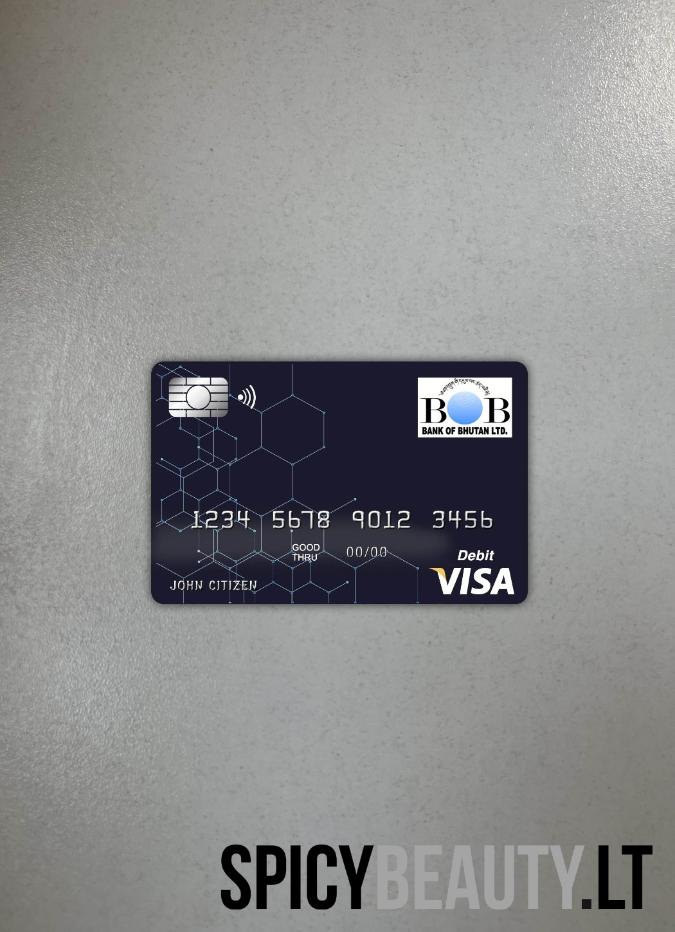 BOB
BANK OF BHUTAN LTD.
1234 5678 9012 3456
GOOD
THRU 00/00
Debit
JOHN CITIZEN
VISA
SPICYBEAUTY.LT